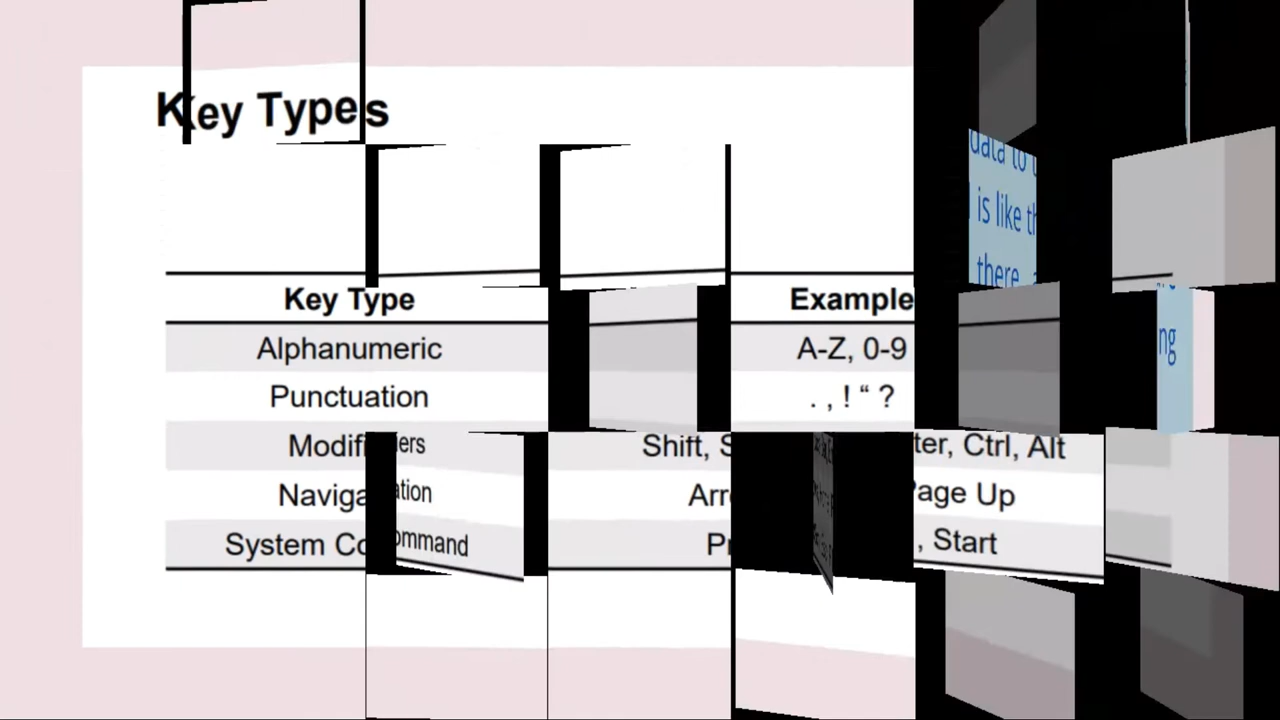 Key Types
data to
is like th
there,
Key Type Example
ng
Alphanumeric A-Z, 0-9
Punctuation . , ! “ ?
Modifiers Shift, S ter, Ctrl, Alt
Navigation Arr Page Up
System Command Pr , Start